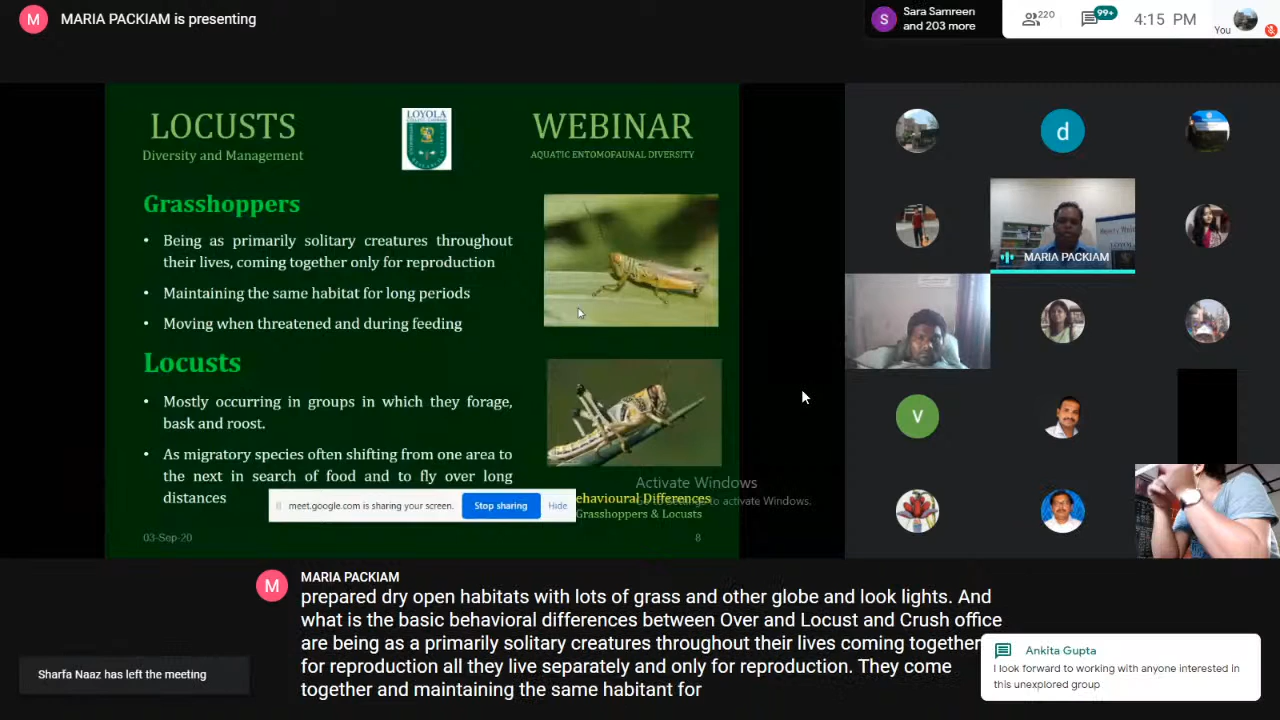 M MARIA PACKIAM is presenting
S Sara Samreen
and 203 more
220
99+
4:15 PM
You
LOCUSTS
Diversity and Management
LOYOLA
WEBINAR
AQUATIC ENTOMOFAUNAL DIVERSITY
Grasshoppers
• Being as primarily solitary creatures throughout
their lives, coming together only for reproduction
• Maintaining the same habitat for long periods
• Moving when threatened and during feeding
Locusts
• Mostly occurring in groups in which they forage,
bask and roost.
• As migratory species often shifting from one area to
the next in search of food and to fly over long
distances
meet.google.com is sharing your screen.
Stop sharing
Hide
Activate Windows
ehavioural Differences
to activate Windows.
Grasshoppers & Locusts
03-Sep-20
8
d
MARIA PACKIAM
V
M MARIA PACKIAM
prepared dry open habitats with lots of grass and other globe and look lights. And
what is the basic behavioral differences between Over and Locust and Crush office
are being as a primarily solitary creatures throughout their lives coming together
for reproduction all they live separately and only for reproduction. They come
together and maintaining the same habitant for
Sharfa Naaz has left the meeting
Ankita Gupta
I look forward to working with anyone interested in
this unexplored group